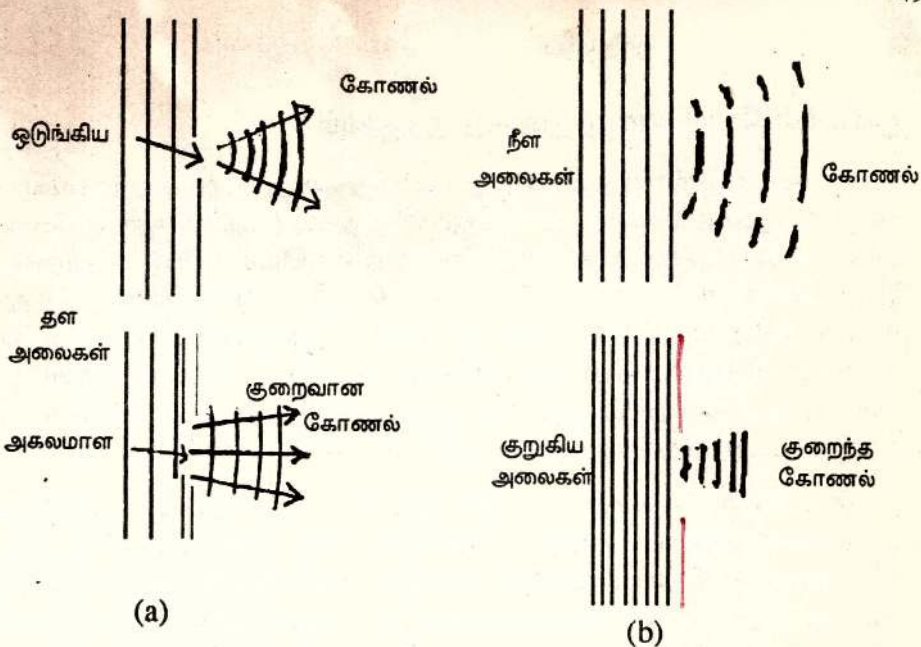 கோணல்
ஒடுங்கிய
தள
அலைகள்
குறைவான
கோணல்
அகலமாள
(a)
நீள
அலைகள்
கோணல்
குறுகிய
அலைகள்
குறைந்த
கோணல்
(b)